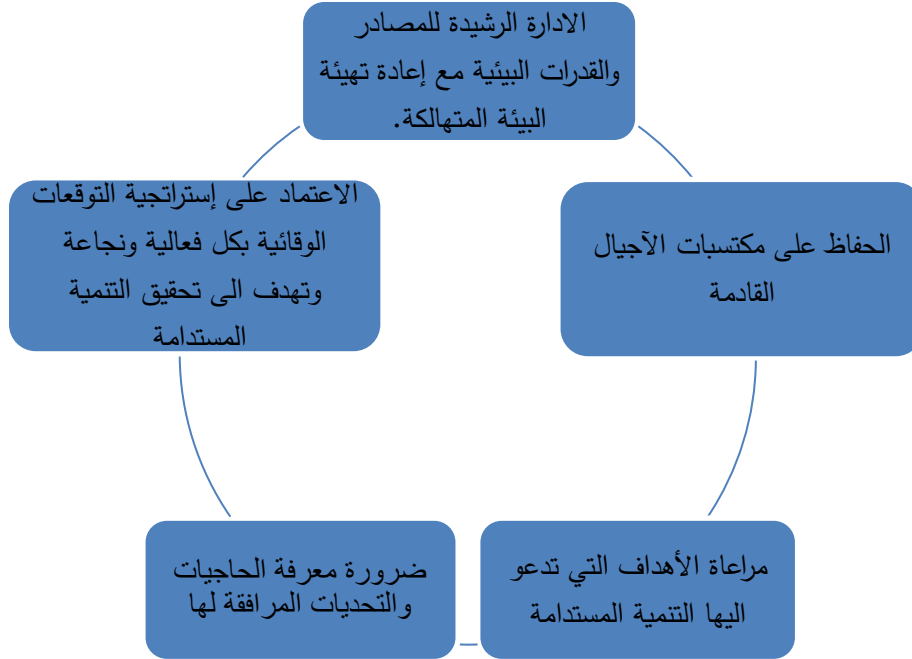 الادارة الرشيدة للمصادر
والقدرات البيئية مع إعادة تهيئة
البيئة المتهالكة.
الحفاظ على مكتسبات الآجيال
القادمة
مراعاة الأهداف التي تدعو
اليها التنمية المستدامة
ضرورة معرفة الحاجيات
والتحديات المرافقة لها
الاعتماد على إستراتجية التوقعات
الوقائية بكل فعالية ونجاعة
وتهدف الى تحقيق التنمية
المستدامة